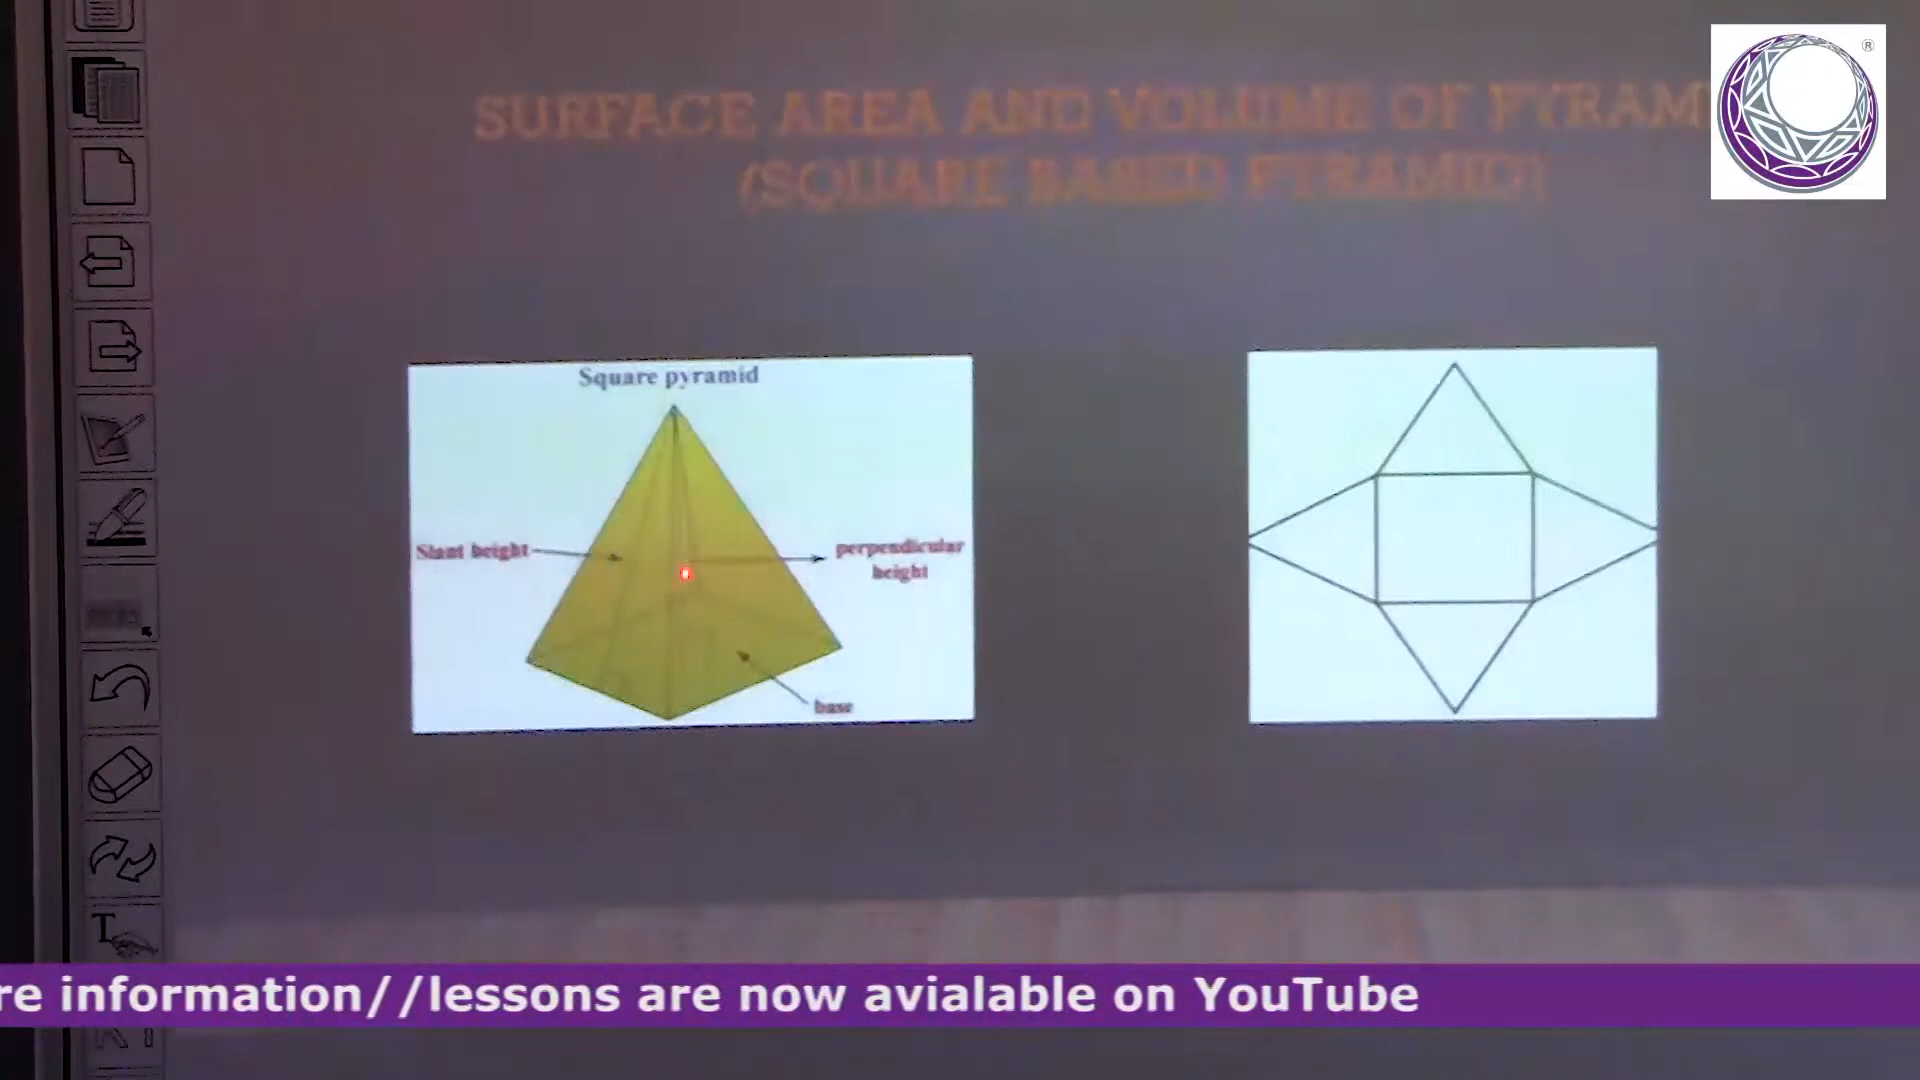 SURFACE AREA AND VOLUME OF PYRAM
(SQUARE BASED PYRAMID)
Square pyramid
Slant height
perpendicular
height
base
T
re information//lessons are now avialable on YouTube
®